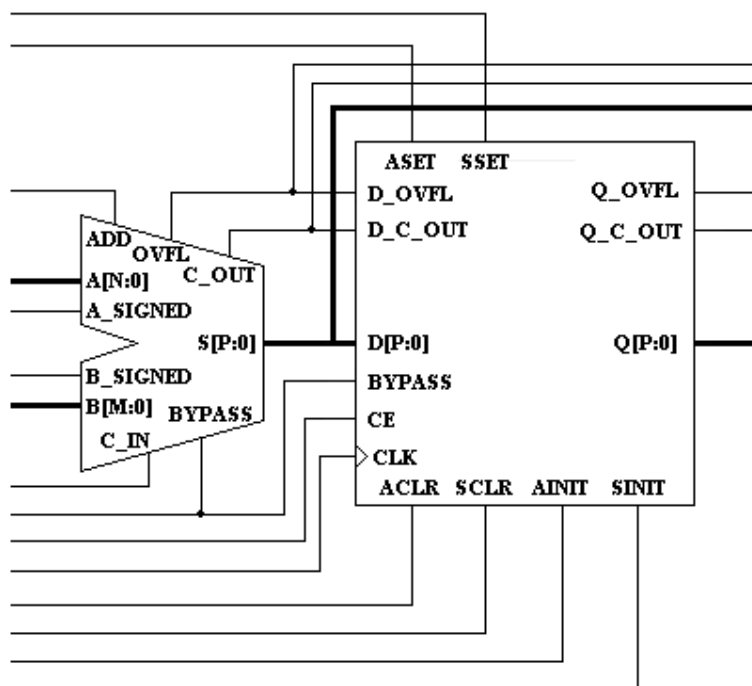 ASET SSET
D_OVFL Q_OVFL
D_C_OUT Q_C_OUT
ADD
OVFL
C_OUT
A[N:0]
A_SIGNED
S[P:0] D[P:0] Q[P:0]
B_SIGNED BYPASS
B[M:0] BYPASS
CE
C_IN
CLK
ACLR SCLR AINIT SINIT